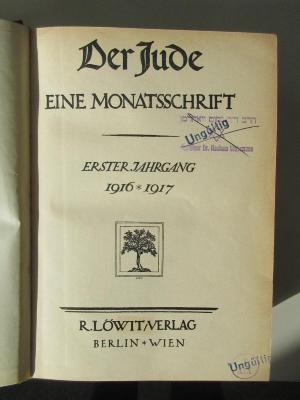 Der Jude
EINE MONATSSCHRIFT
Ungültig
ERSTER JAHRGANG
1916 * 1917
R. LÖWIT/VERLAG
BERLIN + WIEN
Ungültig